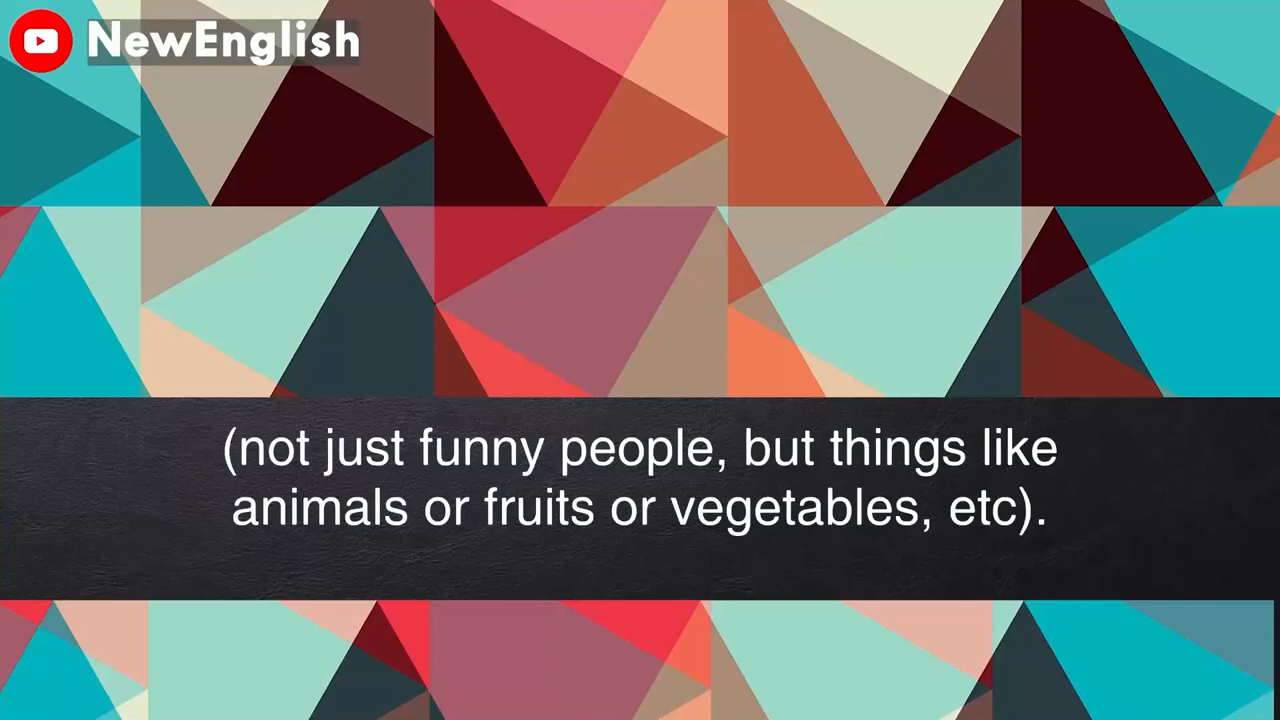 NewEnglish
(not just funny people, but things like
animals or fruits or vegetables, etc).